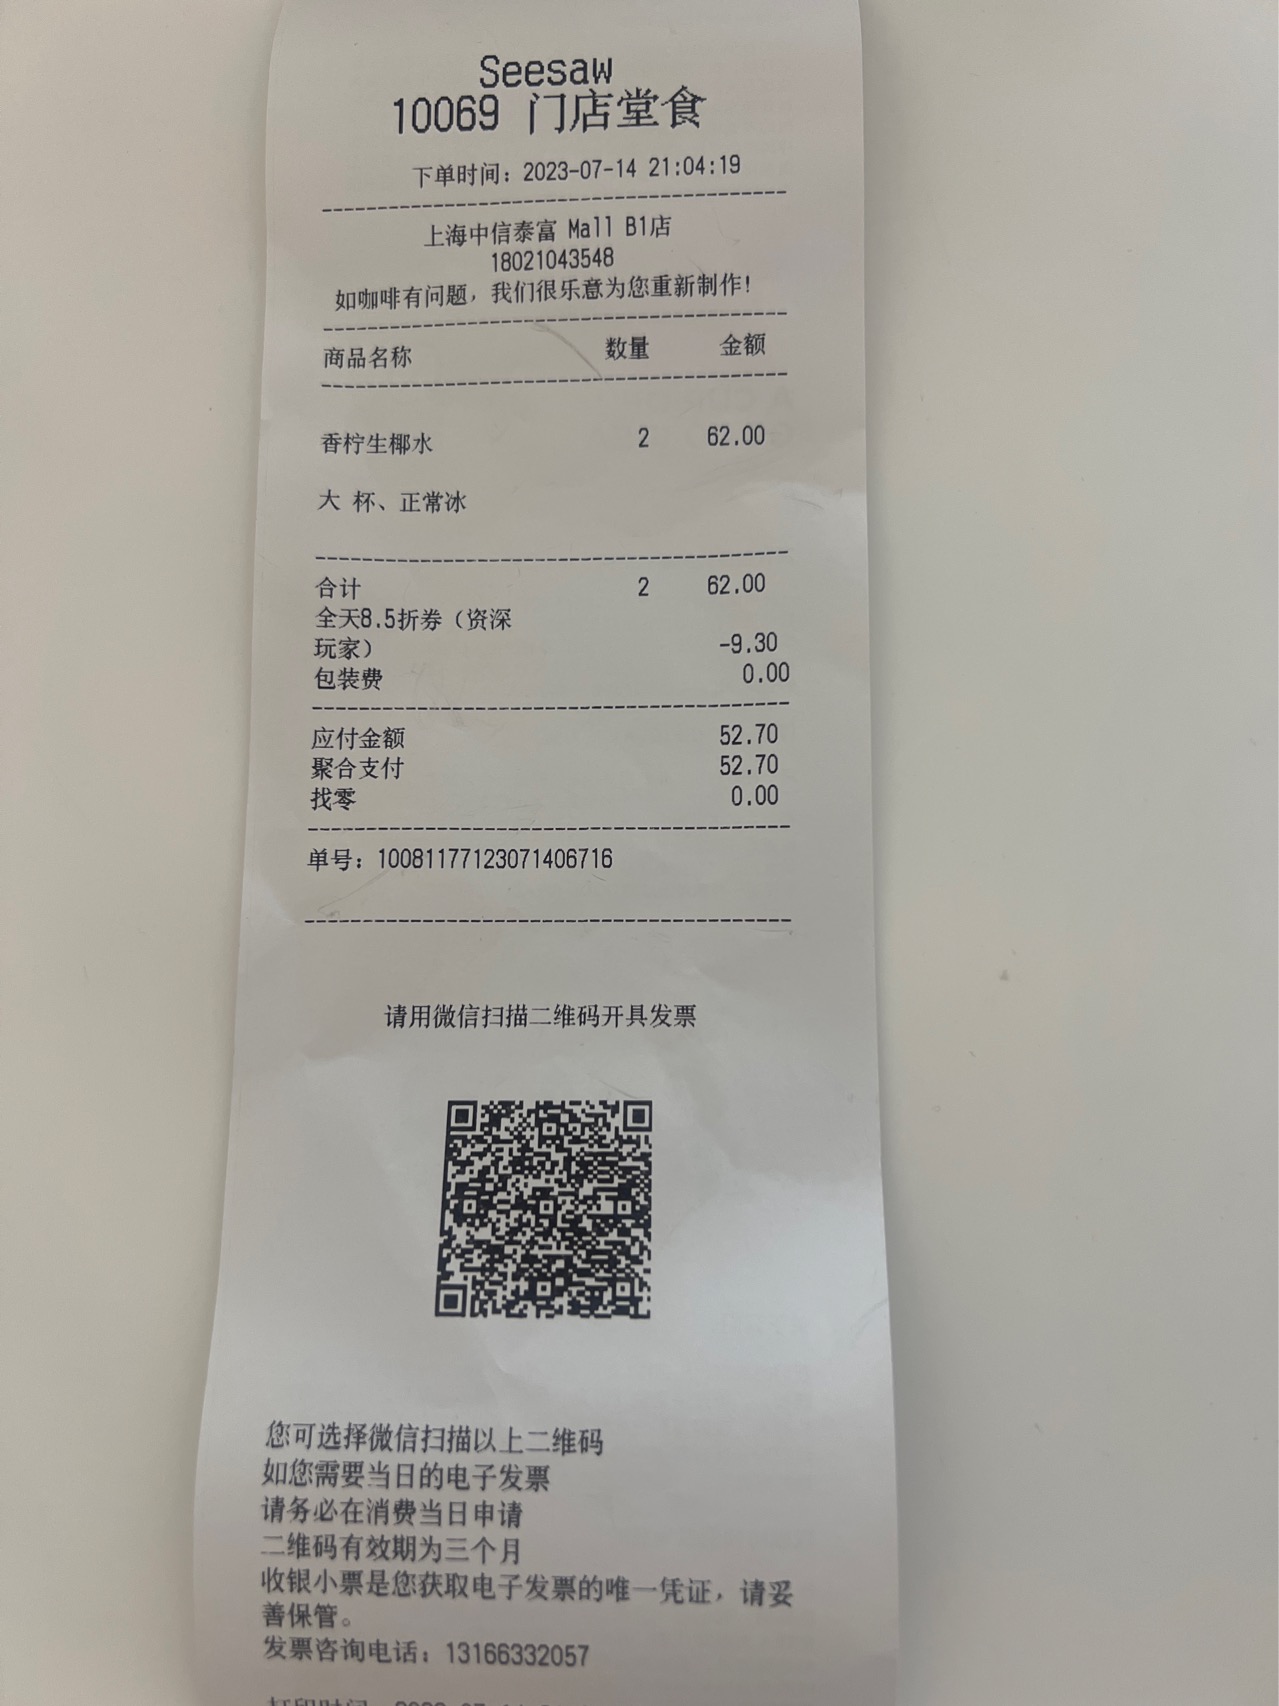 Seesaw
10069 门店堂食
下单时间：2023-07-14 21:04:19
上海中信泰富 Mall B1店
18021043548
如咖啡有问题，我们很乐意为您重新制作!
商品名称 数量 金额
香柠生椰水 2 62.00
大 杯、正常冰
合计 2 62.00
全天8.5折券（资深
玩家） -9.30
包装费 0.00
应付金额 52.70
聚合支付 52.70
找零 0.00
单号：10081177123071406716
请用微信扫描二维码开具发票
您可选择微信扫描以上二维码
如您需要当日的电子发票
请务必在消费当日申请
二维码有效期为三个月
收银小票是您获取电子发票的唯一凭证，请妥
善保管。
发票咨询电话：13166332057